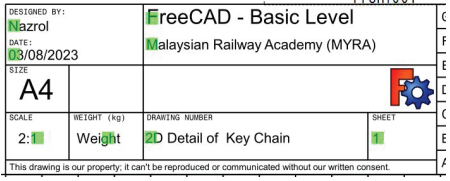 DESIGNED BY:
Nazrol
FreeCAD - Basic Level
DATE:
03/08/2023
Malaysian Railway Academy (MYRA)
SIZE
A4
SCALE
2:1
WEIGHT (kg)
Weight
DRAWING NUMBER
2D Detail of Key Chain
SHEET
1
This drawing is our property; it can't be reproduced or communicated without our written consent.